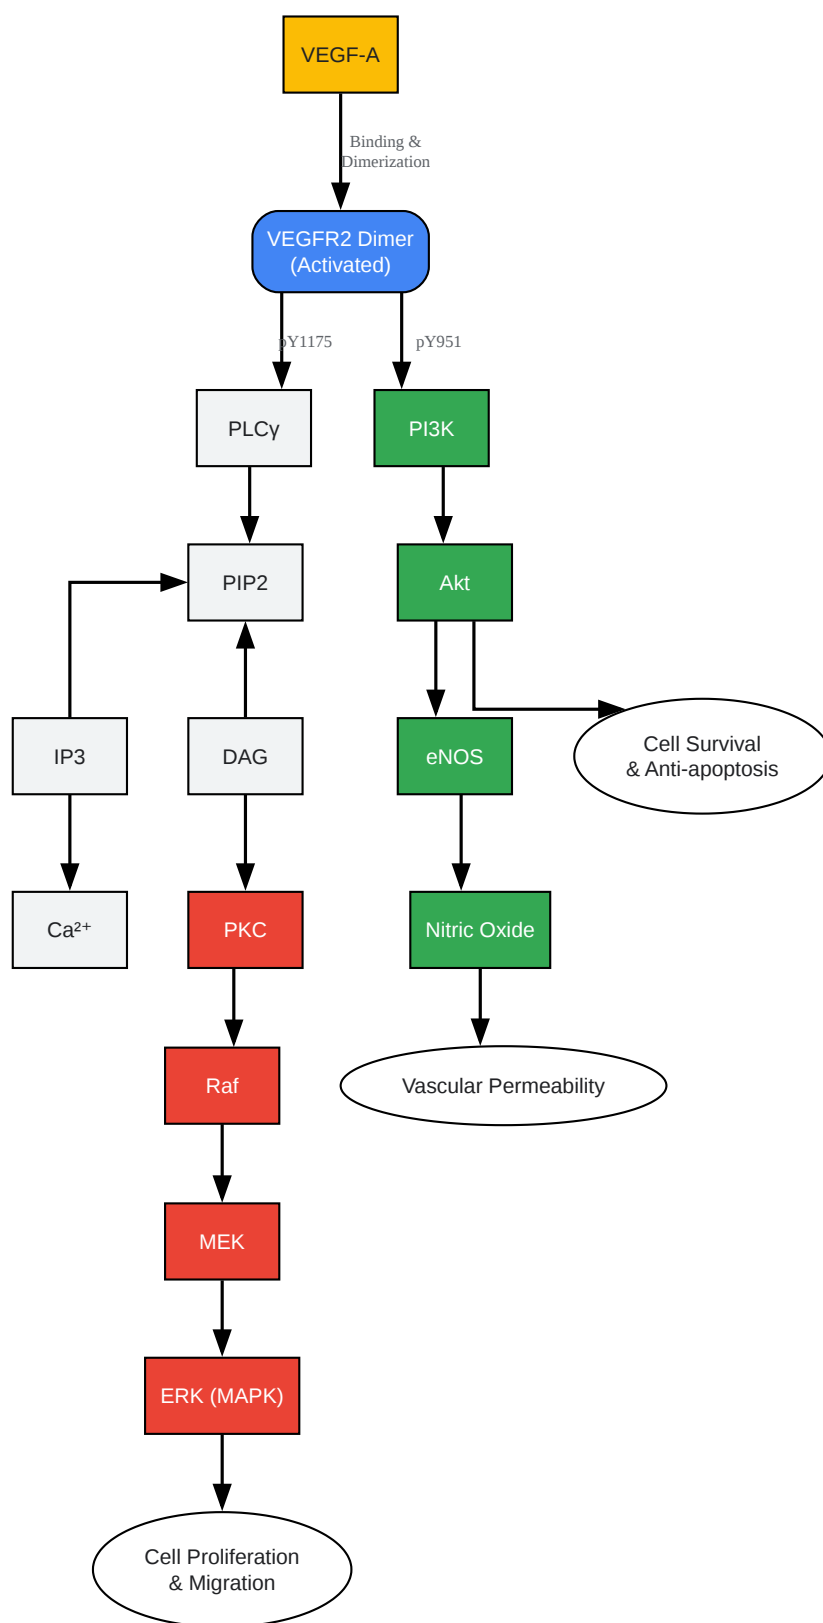 VEGF-A
Binding &
Dimerization
VEGFR2 Dimer
(Activated)
pY1175
pY951
PLCγ
PI3K
PIP2
Akt
IP3
DAG
eNOS
Cell Survival
& Anti-apoptosis
Ca²⁺
PKC
Nitric Oxide
Raf
Vascular Permeability
MEK
ERK (MAPK)
Cell Proliferation
& Migration